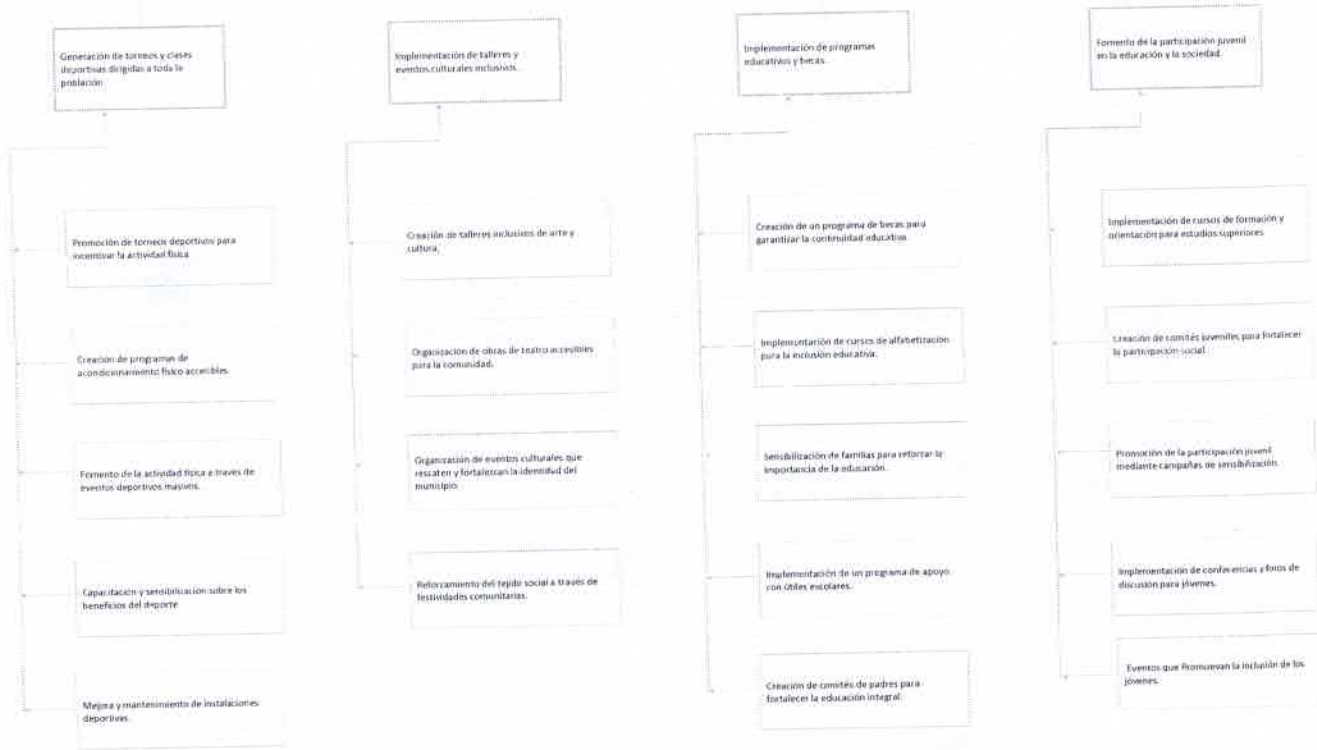 Generación de torneos y clases
deportivas dirigidas a toda la
población.
Promoción de torneos deportivos para
incentivar la actividad física
Creación de programas de
acondicionamiento físico accesibles.
Fomento de la actividad física a través de
eventos deportivos masivos.
Capacitación y sensibilización sobre los
beneficios del deporte
Mejora y mantenimiento de instalaciones
deportivas.
Implementación de talleres y
eventos culturales inclusivos.
Creación de talleres inclusivos de arte y
cultura.
Organización de obras de teatro accesibles
para la comunidad.
Organización de eventos culturales que
rescaten y fortalezcan la identidad del
municipio
Reforzamiento del tejido social a través de
festividades comunitarias.
Implementación de programas
educativos y becas.
Creación de un programa de becas para
garantizar la continuidad educativa
Implementación de cursos de alfabetización
para la inclusión educativa.
Sensibilización de familias para reforzar la
importancia de la educación.
Implementación de un programa de apoyo
con útiles escolares.
Creación de comités de padres para
fortalecer la educación integral.
Fomento de la participación juvenil
en la educación y la sociedad.
Implementación de cursos de formación y
orientación para estudios superiores
Creación de comités juveniles para fortalecer
la participación social.
Promoción de la participación juvenil
mediante campañas de sensibilización
Implementación de conferencias y foros de
discusión para jóvenes.
Eventos que Promuevan la inclusión de los
jóvenes.